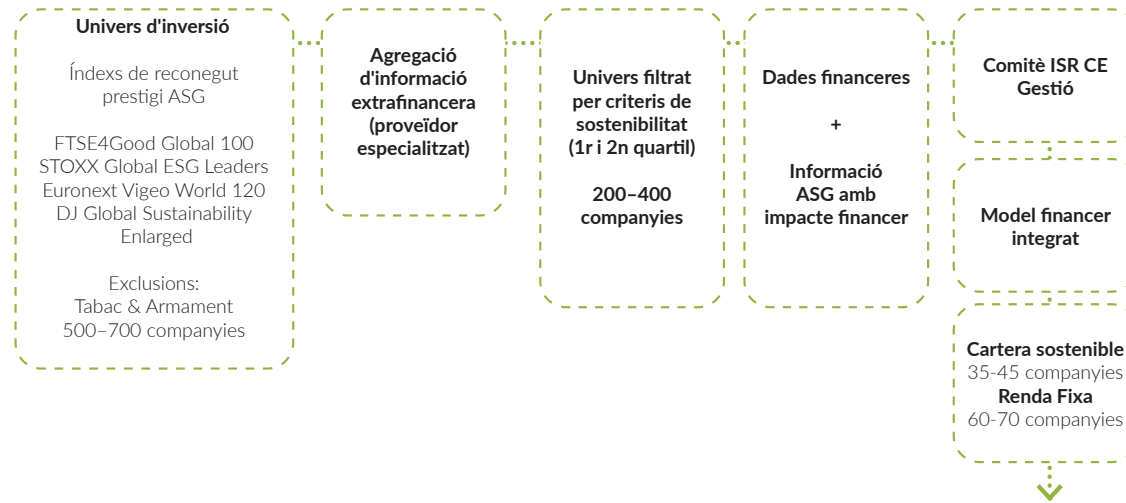 Univers d'inversió
Índexs de reconegut
prestigi ASG
FTSE4Good Global 100
STOXX Global ESG Leaders
Euronext Vigeo World 120
DJ Global Sustainability
Enlarged
Exclusions:
Tabac & Armament
500–700 companyies
Agregació
d'informació
extrafinancera
(proveïdor
especialitzat)
Univers filtrat
per criteris de
sostenibilitat
(1r i 2n quartil)
200–400
companyies
Dades financeres
+
Informació
ASG amb
impacte financer
Comitè ISR CE
Gestió
Model financer
integrat
Cartera sostenible
35-45 companyies
Renda Fixa
60-70 companyies